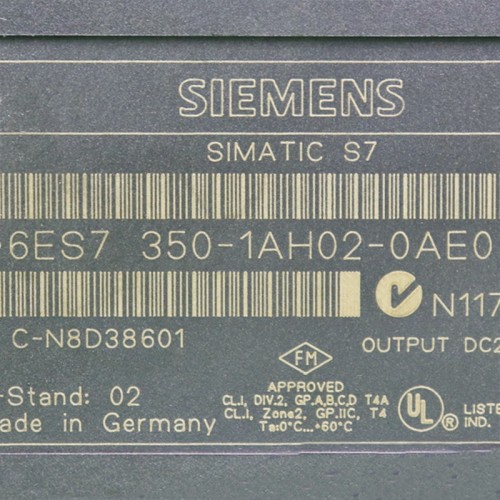 SIEMENS
SIMATIC S7
6ES7 350-1AH02-0AE0
N117
C-N8D38601
OUTPUT DC2
FM
APPROVED
CL.I, DIV.2, GP.A,B,C,D T4A
CL.I, Zone2, GP.IIC, T4
Ta:0°C...+60°C
UL ®
LISTE
IND.
-Stand: 02
ade in Germany